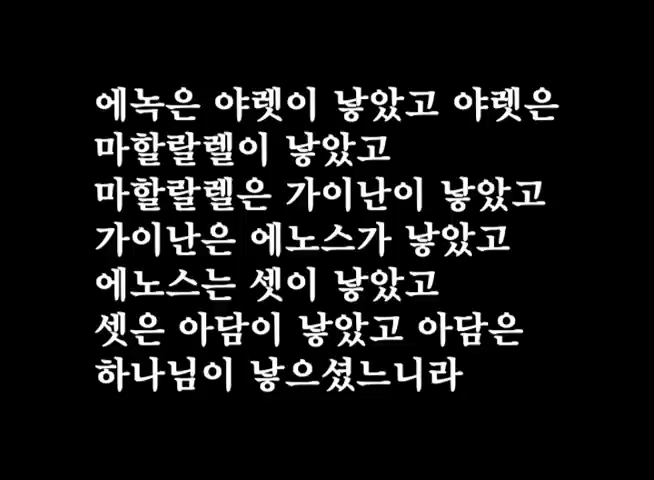 에녹은 야렛이 낳았고 야렛은
마할랄렐이 낳았고
마할랄렐은 가이난이 낳았고
가이난은 에노스가 낳았고
에노스는 셋이 낳았고
셋은 아담이 낳았고 아담은
하나님이 낳으셨느니라